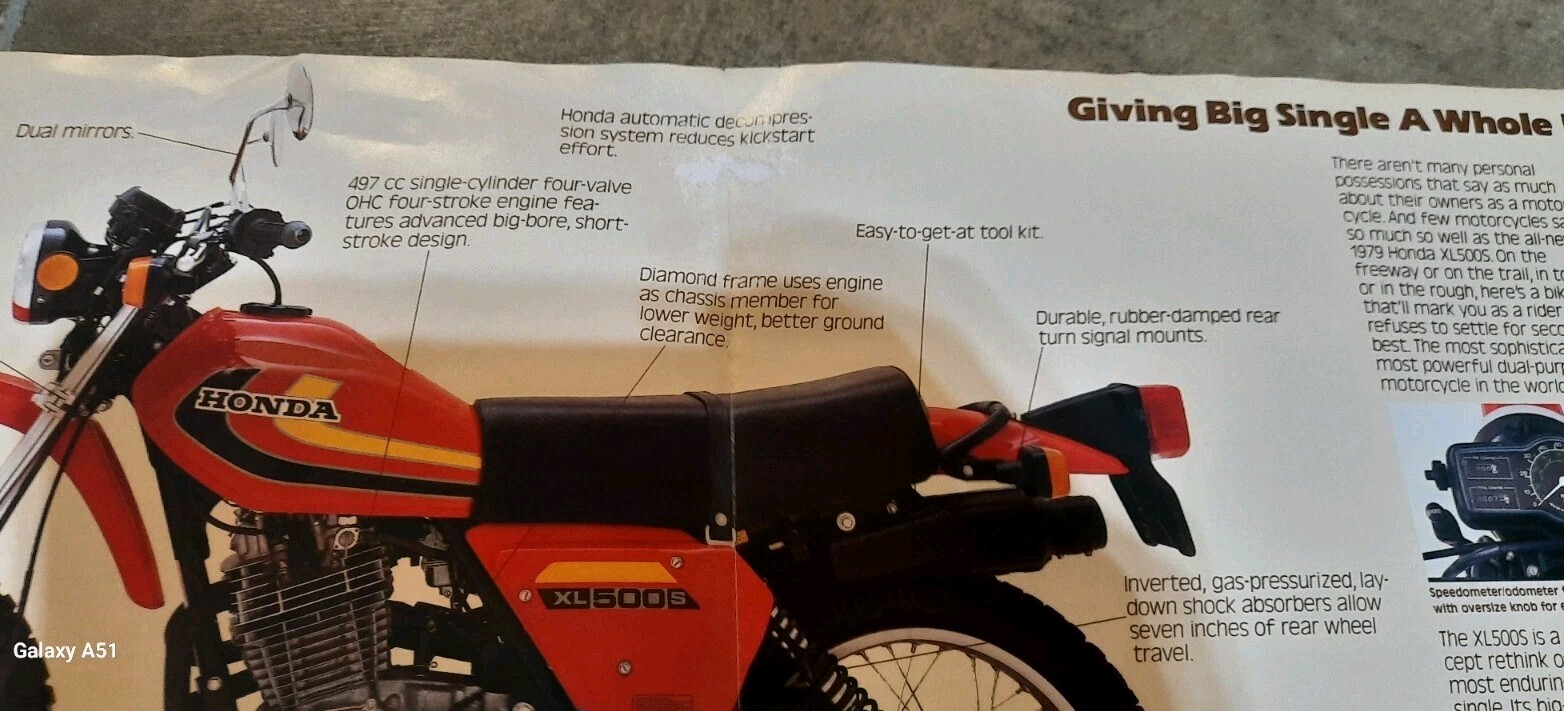 Dual mirrors.
Honda automatic decompres-
sion system reduces kickstart
effort.
497 cc single-cylinder four-valve
OHC four-stroke engine fea-
tures advanced big-bore, short-
stroke design.
Easy-to-get-at tool kit.
Diamond frame uses engine
as chassis member for
lower weight, better ground
clearance.
Durable, rubber-damped rear
turn signal mounts.
HONDA
XL500S
Inverted, gas-pressurized, lay-
down shock absorbers allow
seven inches of rear wheel
travel.
Giving Big Single A Whole
There aren't many personal
possessions that say as much
about their owners as a moto
cycle. And few motorcycles sa
so much so well as the all-ne
1979 Honda XL500S. On the
freeway or on the trail, in to
or in the rough, here's a bik
that'll mark you as a rider
refuses to settle for seco
best. The most sophistica
most powerful dual-purp
motorcycle in the world
Speedometer/odometer
with oversize knob for
The XL500S is a
cept rethink o
most endurin
single. Its big
Galaxy A51